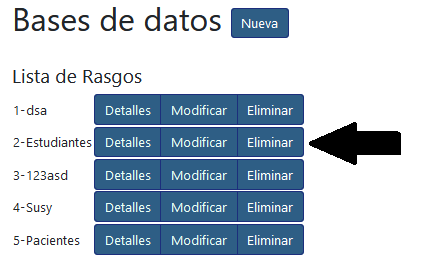 Bases de datos Nueva
Lista de Rasgos
1-dsa Detalles Modificar Eliminar
2-Estudiantes Detalles Modificar Eliminar
3-123asd Detalles Modificar Eliminar
4-Susy Detalles Modificar Eliminar
5-Pacientes Detalles Modificar Eliminar